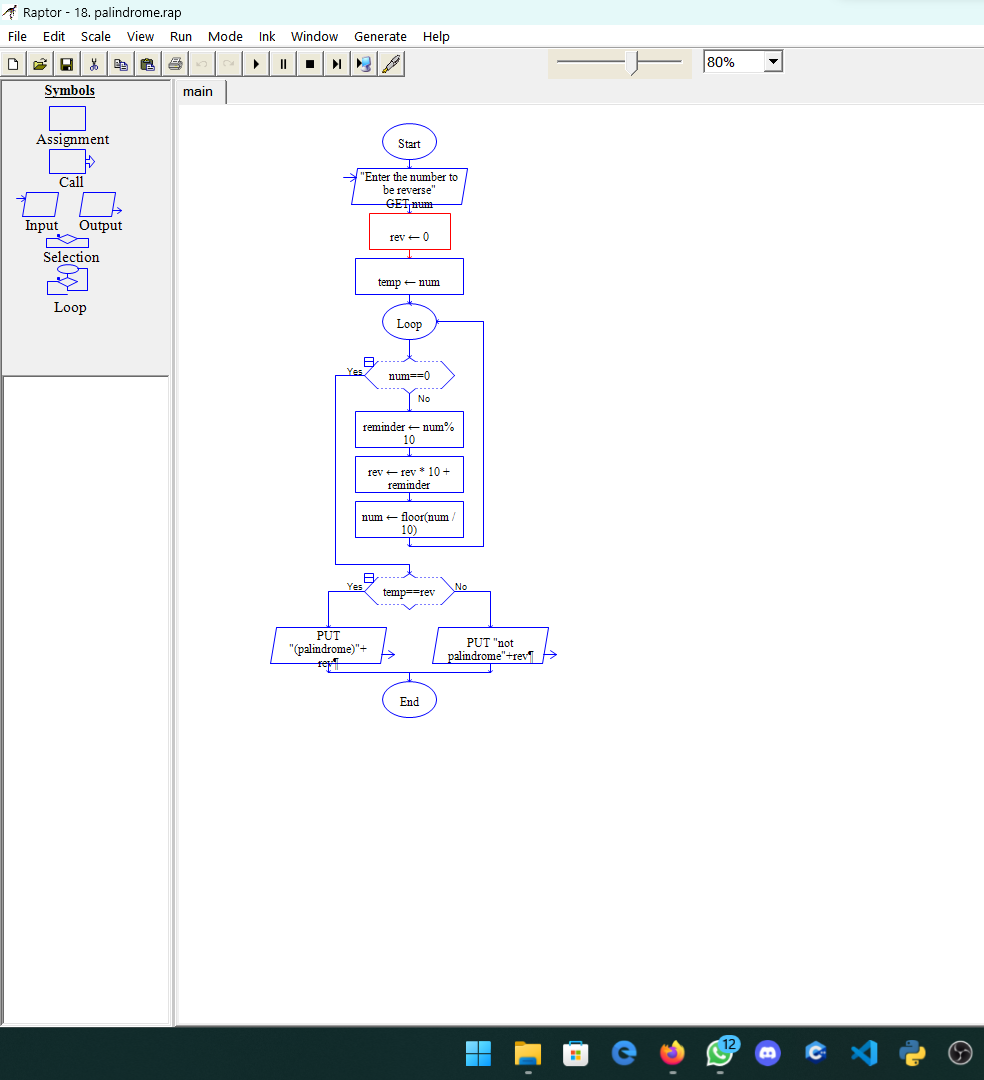 Raptor - 18. palindrome.rap
File Edit Scale View Run Mode Ink Window Generate Help
80%
Symbols
Assignment
Call
Input Output
Selection
Loop
main
Start
"Enter the number to
be reverse"
GET num
rev ← 0
temp ← num
Loop
Yes
num==0
No
reminder ← num%
10
rev ← rev * 10 +
reminder
num ← floor(num /
10)
Yes
temp==rev
No
PUT
"(palindrome)"+
rev¶
PUT "not
palindrome"+rev¶
End
12